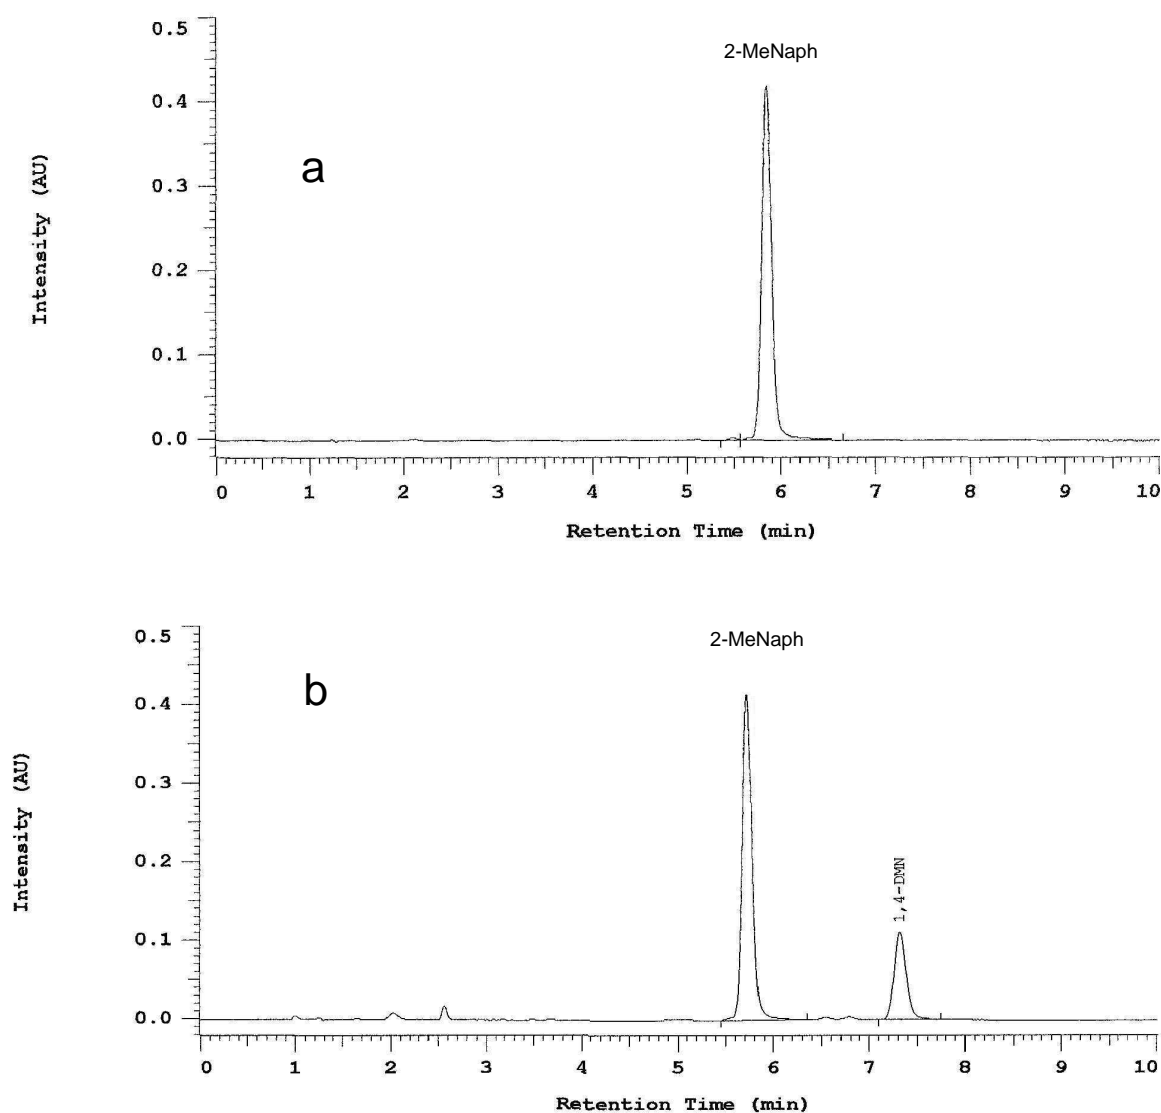 0.5
2-MeNaph
0.4
a
0.3
Intensity (AU)
0.2
0.1
0.0
0 1 2 3 4 5 6 7 8 9 10
Retention Time (min)
0.5
2-MeNaph
b
0.4
0.3
Intensity (AU)
0.2
1,4-DMN
0.1
0.0
0 1 2 3 4 5 6 7 8 9 10
Retention Time (min)